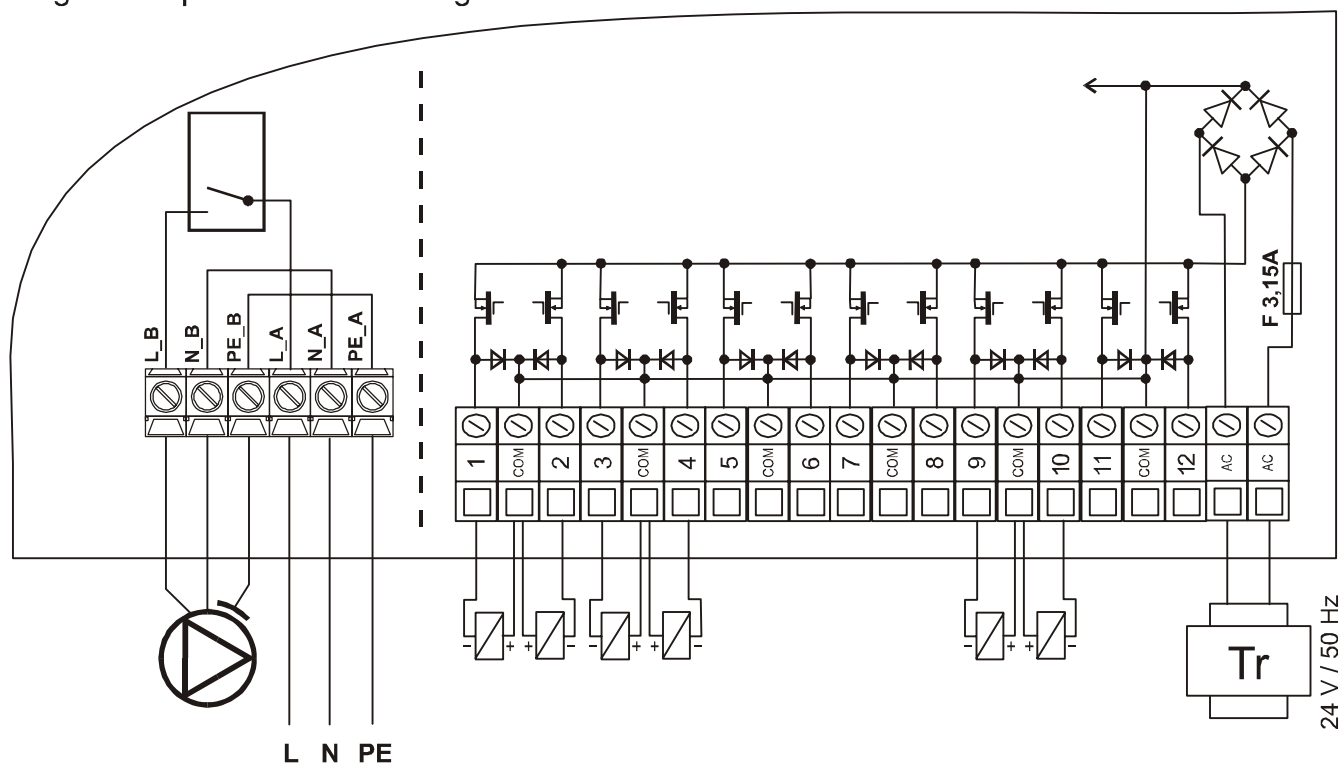 L_B
N_B
PE_B
L_A
N_A
PE_A
F 3,15A
1
COM
2
3
COM
4
5
COM
6
7
COM
8
9
COM
10
11
COM
12
AC
AC
- + + -
- + + -
- + + -
Tr
24 V / 50 Hz
L N PE